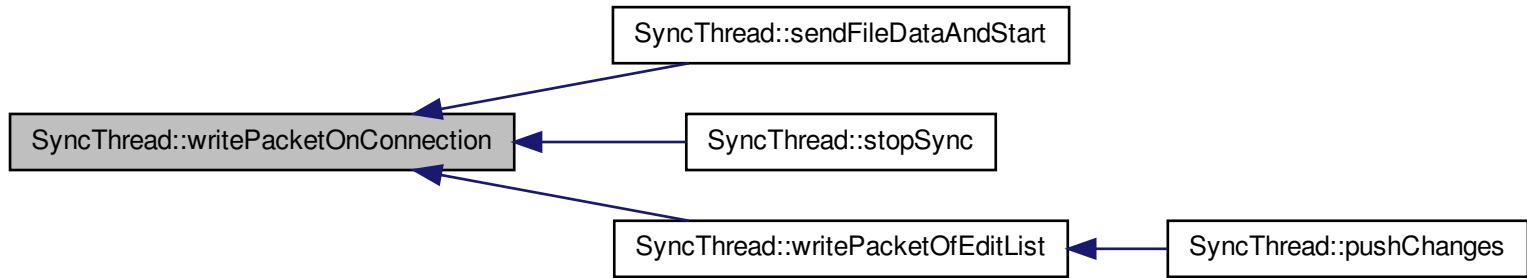 SyncThread::sendFileDataAndStart
SyncThread::writePacketOnConnection
SyncThread::stopSync
SyncThread::writePacketOfEditList
SyncThread::pushChanges